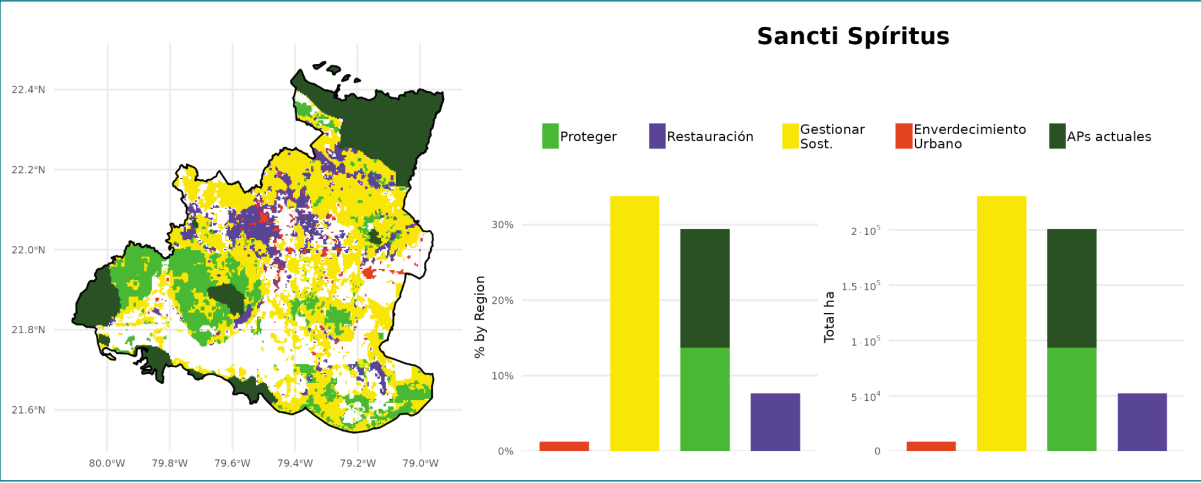 Sancti Spíritus
Proteger
Restauración
Gestionar
Sost.
Enverdecimiento
Urbano
APs actuales
22.4°N
22.2°N
22.0°N
21.8°N
21.6°N
80.0°W 79.8°W 79.6°W 79.4°W 79.2°W 79.0°W
% by Region
30%
20%
10%
0%
Total ha
2·10⁵
1.5·10⁵
1·10⁵
5·10⁴
0